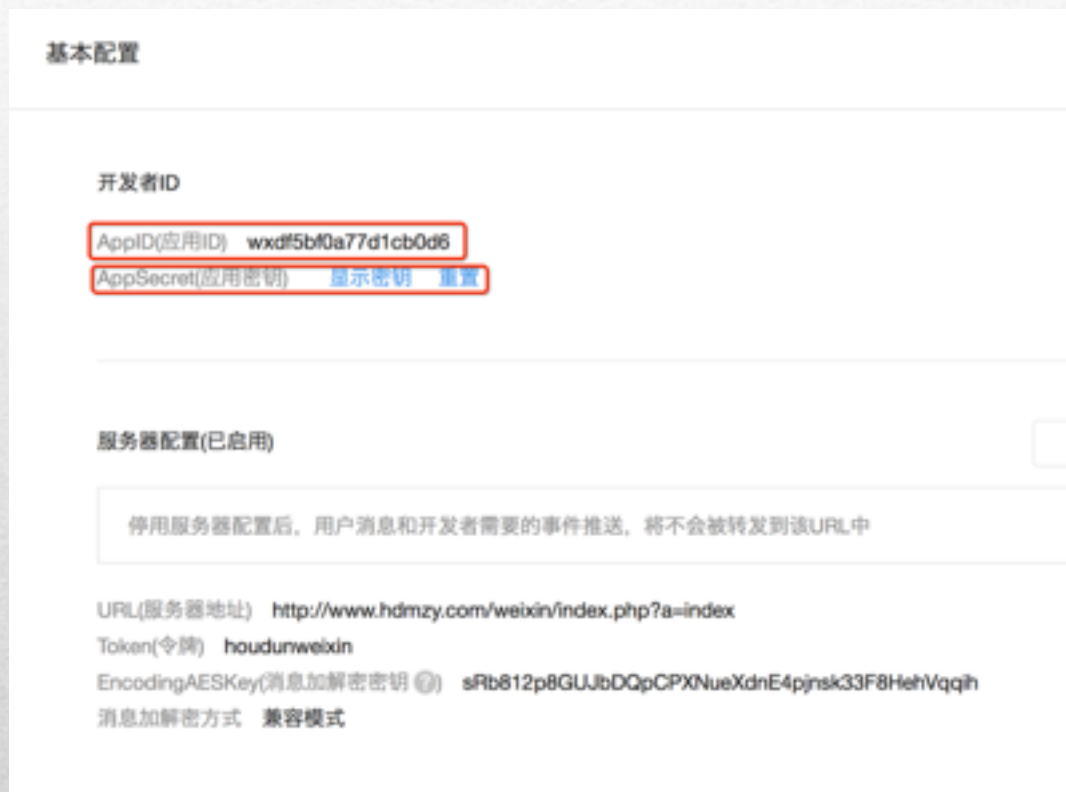 基本配置
开发者ID
AppID(应用ID) wxdf5bf0a77d1cb0d6
AppSecret(应用密钥) 显示密钥 重置
服务器配置(已启用)
停用服务器配置后，用户消息和开发者需要的事件推送，将不会被转发到该URL中
URL(服务器地址) http://www.hdmzy.com/weixin/index.php?a=index
Token(令牌) houdunweixin
EncodingAESKey(消息加解密密钥 ?) sRb812p8GUJbDQpCPXNueXdnE4pjnsk33F8HehVqqih
消息加解密方式 兼容模式